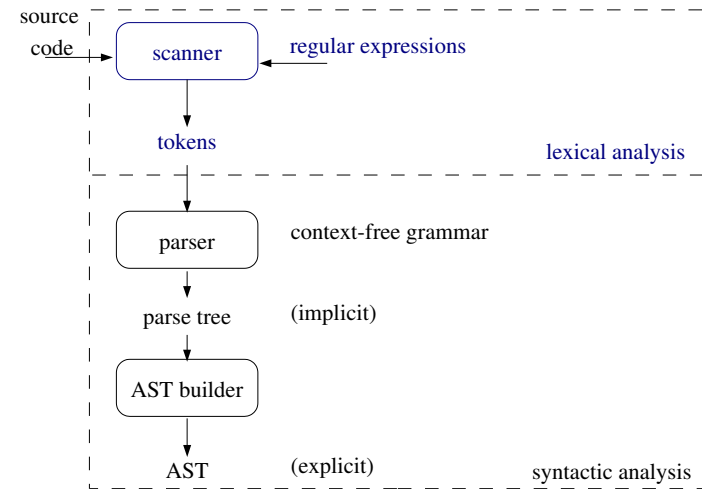 source
code
scanner
regular expressions
tokens
lexical analysis
parser
context-free grammar
parse tree
(implicit)
AST builder
AST
(explicit)
syntactic analysis